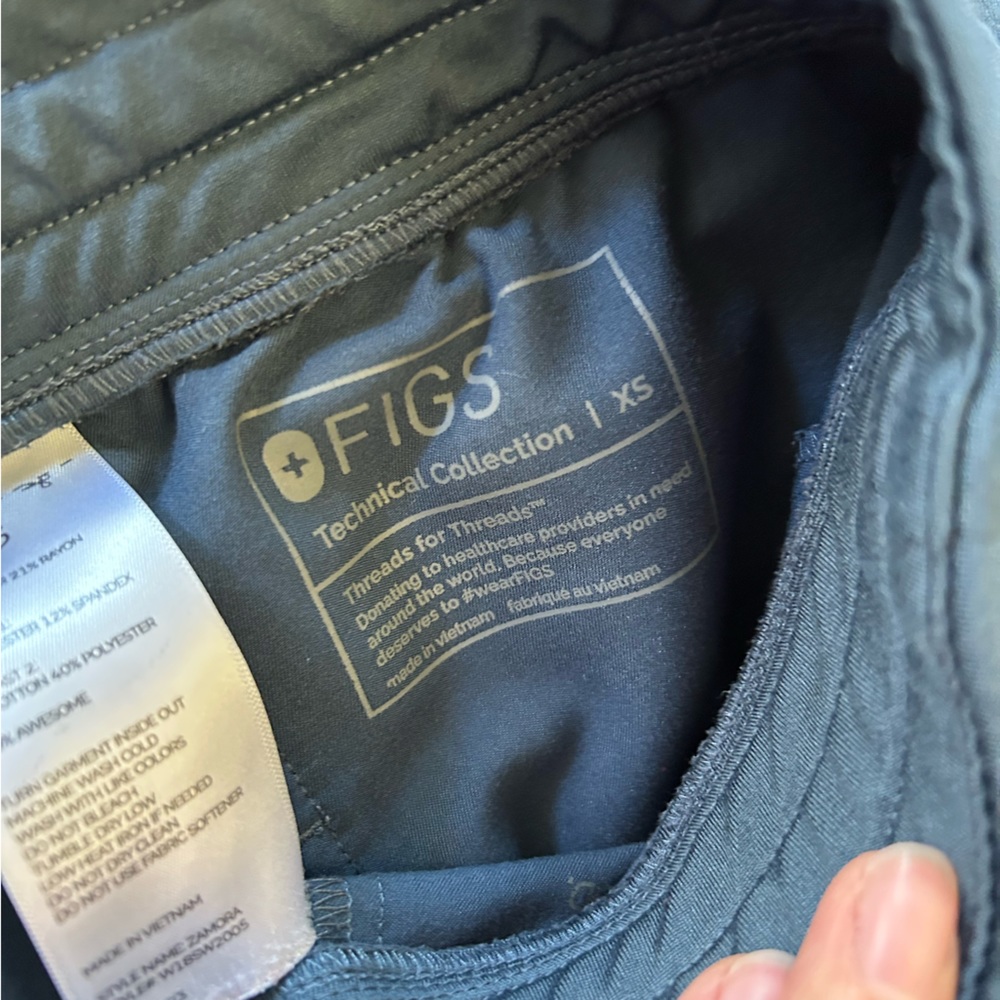 FIGS
Technical Collection | XS
Threads for Threads™
Donating to healthcare providers in need
around the world. Because everyone
deserves to #wearFIGS
made in vietnam fabriqué au vietnam
21% RAYON
12% SPANDEX
40% POLYESTER
AWESOME
TURN GARMENT INSIDE OUT
MACHINE WASH COLD
WASH WITH LIKE COLORS
DO NOT BLEACH
TUMBLE DRY LOW
LOW HEAT IRON IF NEEDED
DO NOT DRY CLEAN
DO NOT USE FABRIC SOFTENER
MADE IN VIETNAM
STYLE NAME: ZAMORA
STYLE# W18SW2005